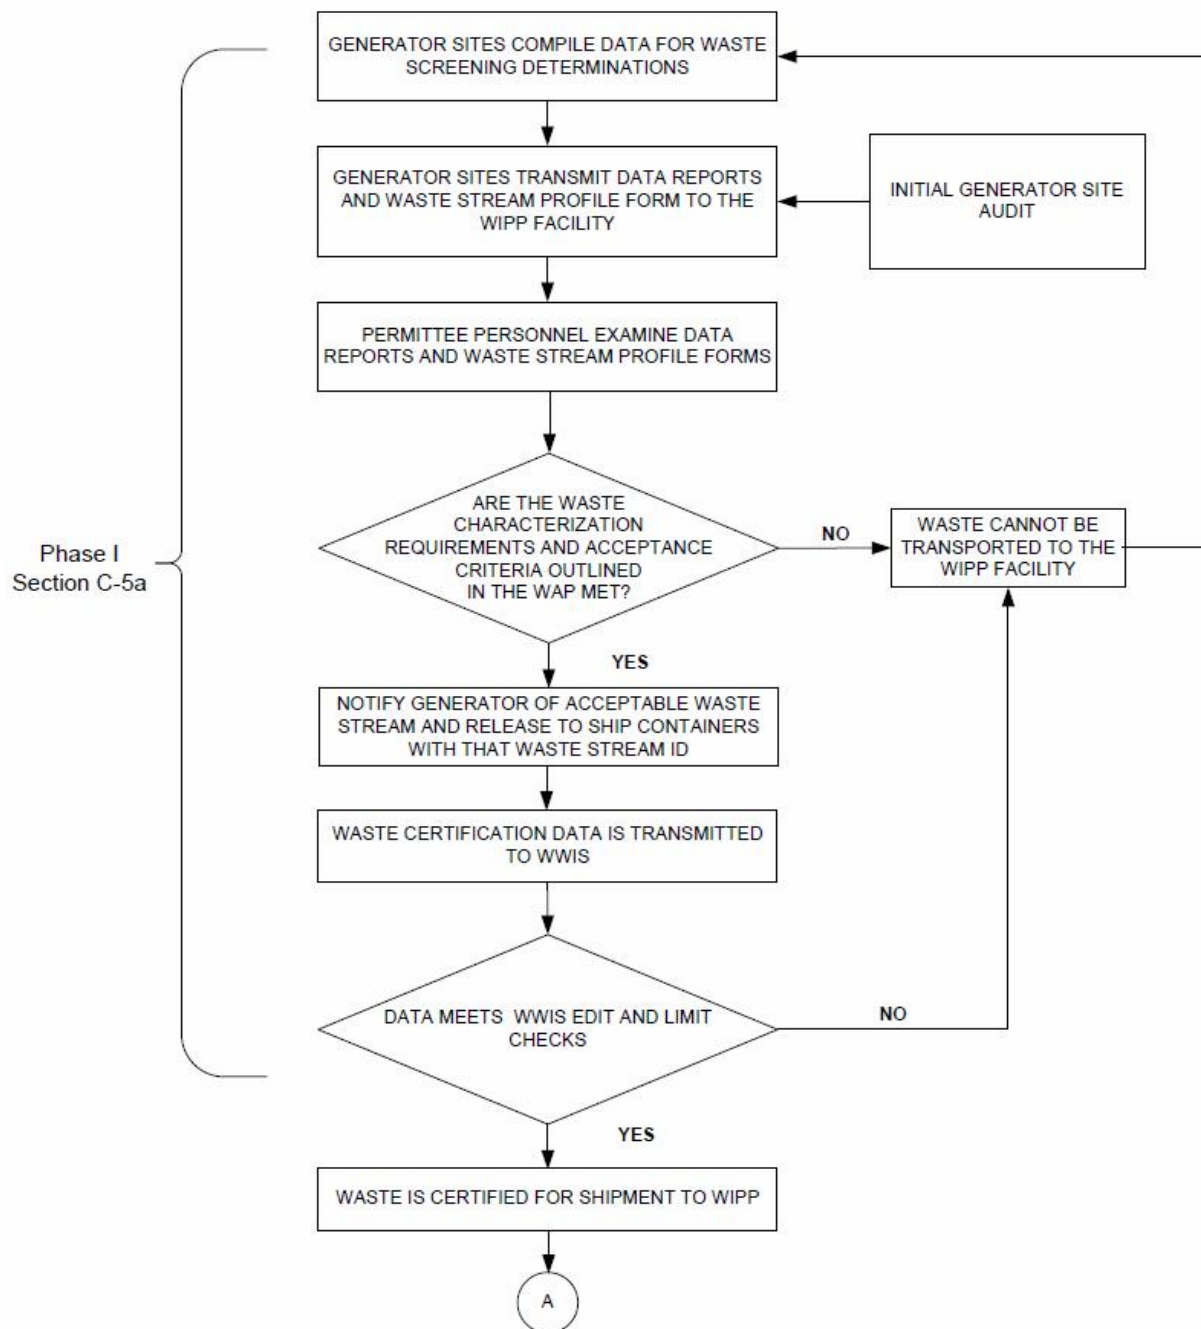 GENERATOR SITES COMPILE DATA FOR WASTE
SCREENING DETERMINATIONS
GENERATOR SITES TRANSMIT DATA REPORTS
AND WASTE STREAM PROFILE FORM TO THE
WIPP FACILITY
INITIAL GENERATOR SITE
AUDIT
PERMITTEE PERSONNEL EXAMINE DATA
REPORTS AND WASTE STREAM PROFILE FORMS
Phase I
Section C-5a
ARE THE WASTE
CHARACTERIZATION
REQUIREMENTS AND ACCEPTANCE
CRITERIA OUTLINED
IN THE WAP MET?
NO
WASTE CANNOT BE
TRANSPORTED TO THE
WIPP FACILITY
YES
NOTIFY GENERATOR OF ACCEPTABLE WASTE
STREAM AND RELEASE TO SHIP CONTAINERS
WITH THAT WASTE STREAM ID
WASTE CERTIFICATION DATA IS TRANSMITTED
TO WWIS
DATA MEETS WWIS EDIT AND LIMIT
CHECKS
NO
YES
WASTE IS CERTIFIED FOR SHIPMENT TO WIPP
A